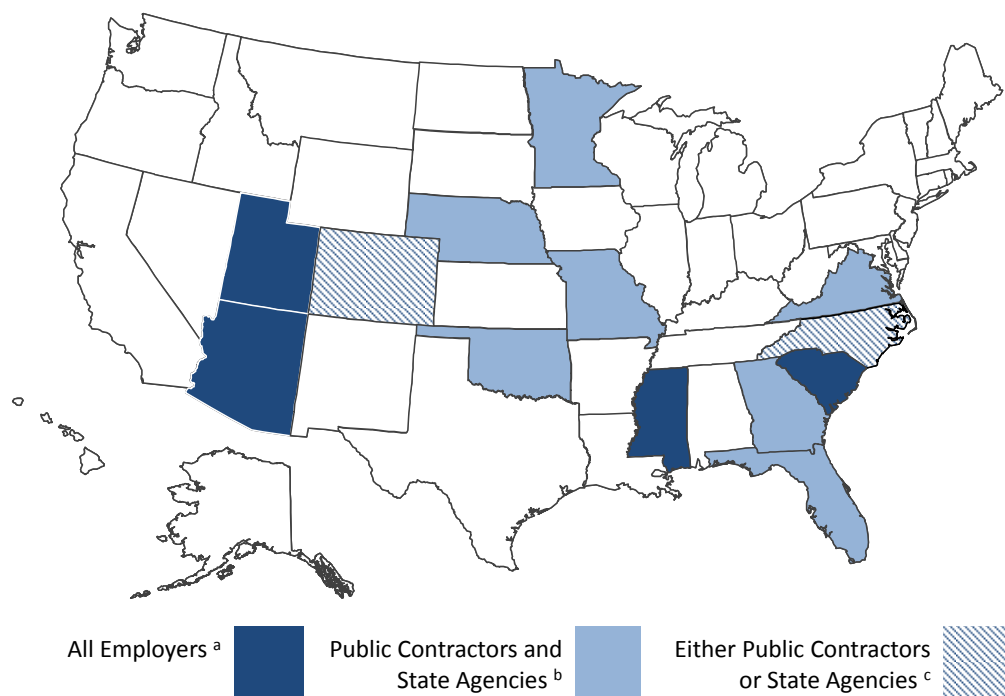 All Employers a
Public Contractors and
State Agencies b
Either Public Contractors
or State Agencies c